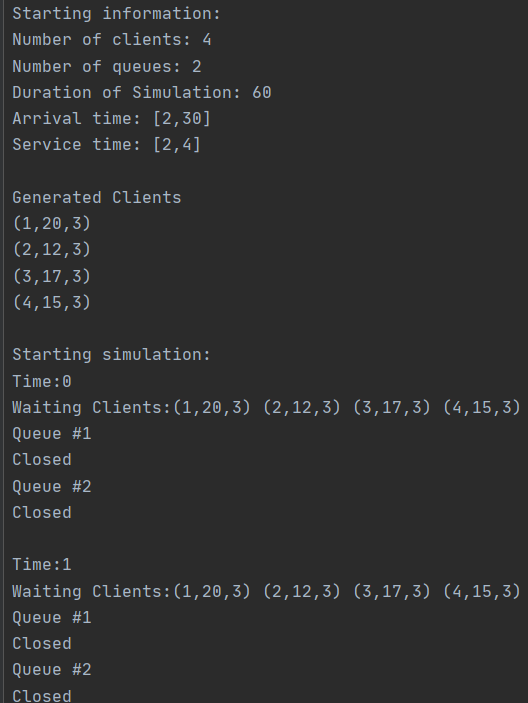 Starting information:
Number of clients: 4
Number of queues: 2
Duration of Simulation: 60
Arrival time: [2,30]
Service time: [2,4]
Generated Clients
(1,20,3)
(2,12,3)
(3,17,3)
(4,15,3)
Starting simulation:
Time:0
Waiting Clients:(1,20,3) (2,12,3) (3,17,3) (4,15,3)
Queue #1
Closed
Queue #2
Closed
Time:1
Waiting Clients:(1,20,3) (2,12,3) (3,17,3) (4,15,3)
Queue #1
Closed
Queue #2
Closed